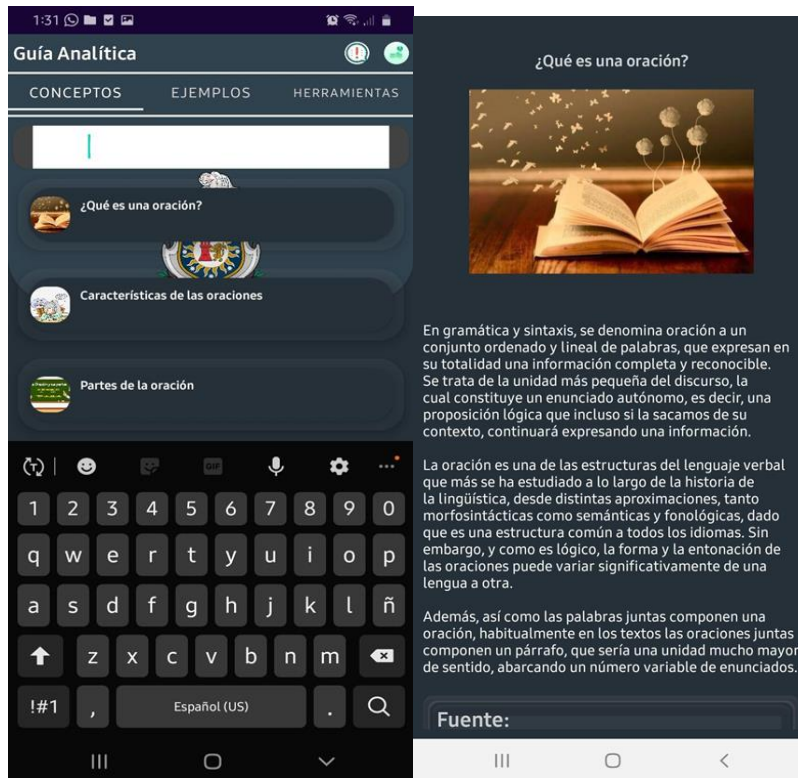 1:31
Guía Analítica
CONCEPTOS EJEMPLOS HERRAMIENTAS
¿Qué es una oración?
Características de las oraciones
Partes de la oración
GIF
1 2 3 4 5 6 7 8 9 0
q w e r t y u i o p
a s d f g h j k l ñ
z x c v b n m
!#1 , Español (US) .
¿Qué es una oración?
En gramática y sintaxis, se denomina oración a un
conjunto ordenado y lineal de palabras, que expresan en
su totalidad una información completa y reconocible.
Se trata de la unidad más pequeña del discurso, la
cual constituye un enunciado autónomo, es decir, una
proposición lógica que incluso si la sacamos de su
contexto, continuará expresando una información.
La oración es una de las estructuras del lenguaje verbal
que más se ha estudiado a lo largo de la historia de
la lingüística, desde distintas aproximaciones, tanto
morfosintácticas como semánticas y fonológicas, dado
que es una estructura común a todos los idiomas. Sin
embargo, y como es lógico, la forma y la entonación de
las oraciones puede variar significativamente de una
lengua a otra.
Además, así como las palabras juntas componen una
oración, habitualmente en los textos las oraciones juntas
componen un párrafo, que sería una unidad mucho mayor
de sentido, abarcando un número variable de enunciados.
Fuente: